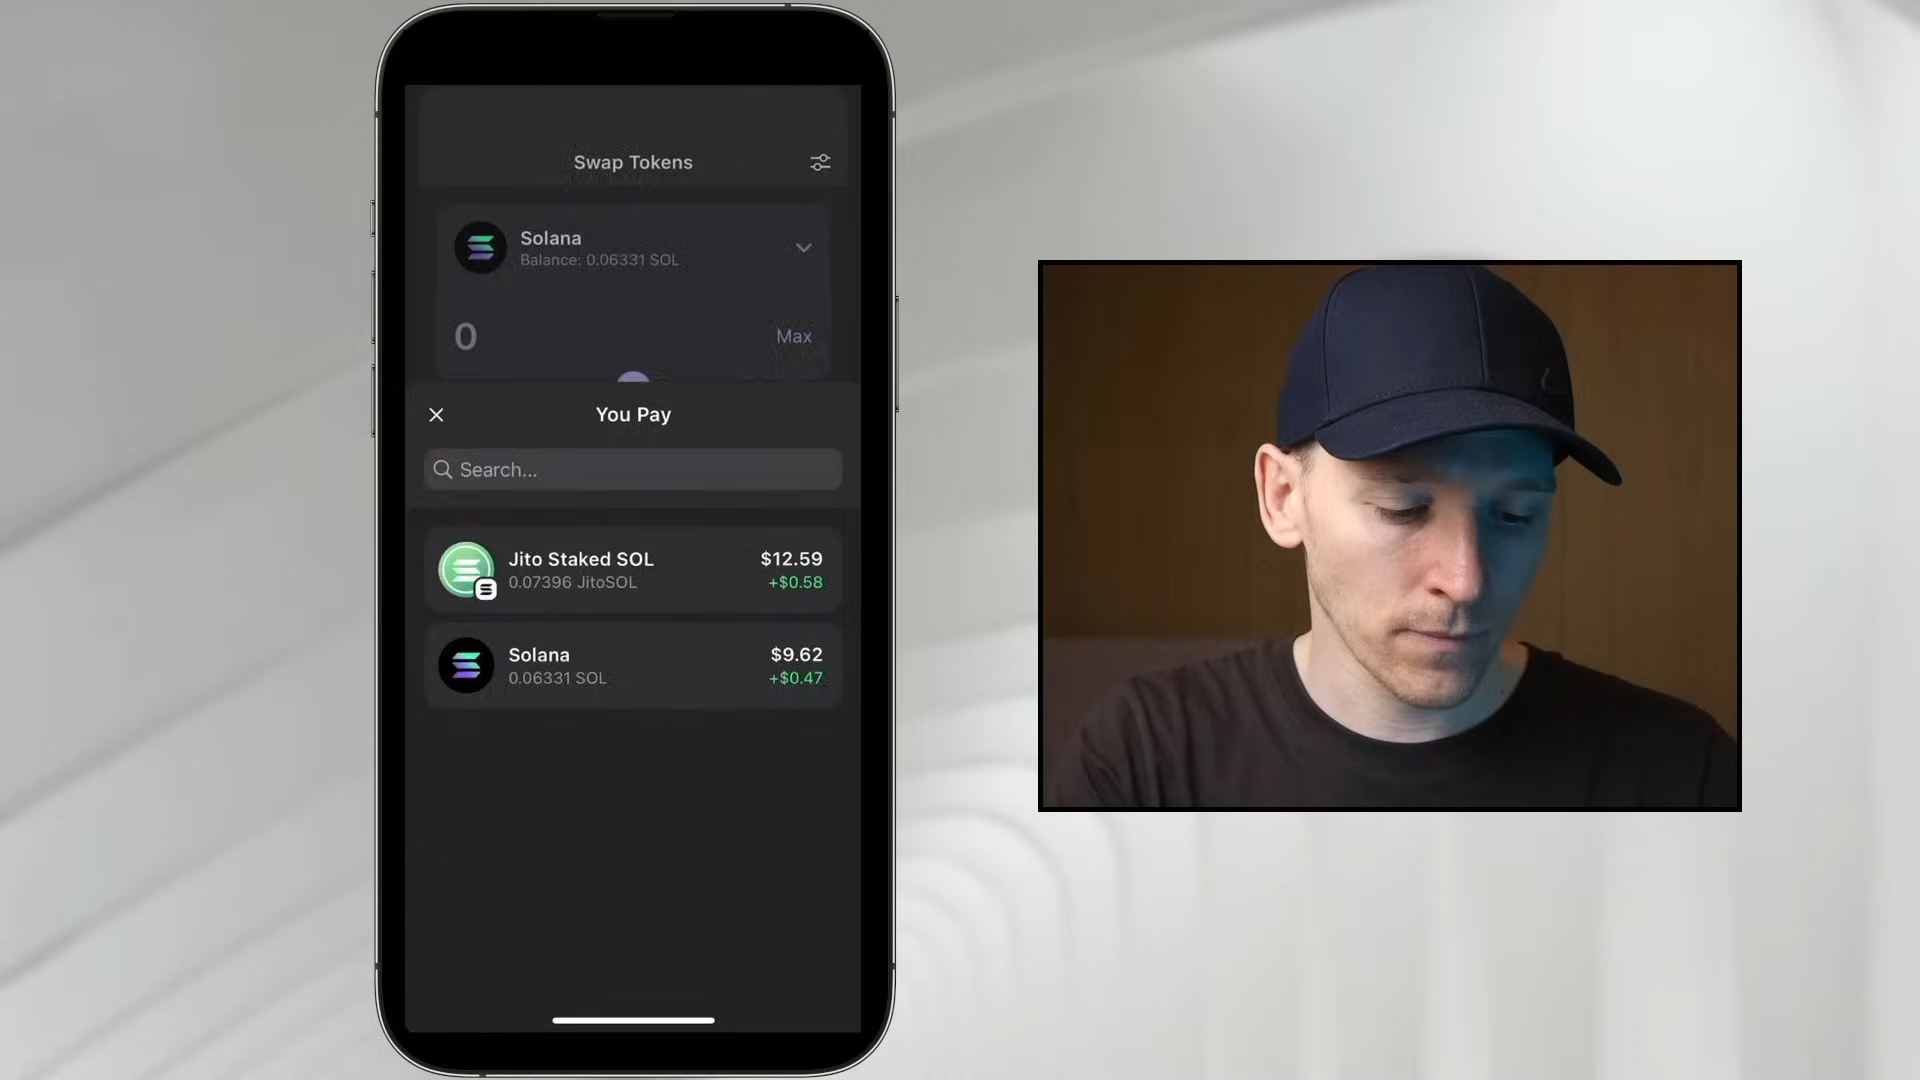 Swap Tokens
Solana
Balance: 0.06331 SOL
0
Max
You Pay
Search...
Jito Staked SOL
$12.59
0.07396 JitoSOL
+$0.58
Solana
$9.62
0.06331 SOL
+$0.47